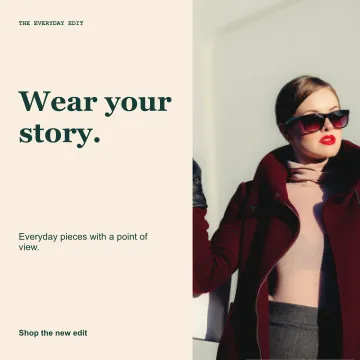 THE EVERYDAY EDIT
Wear your
story.
Everyday pieces with a point of
view.
Shop the new edit